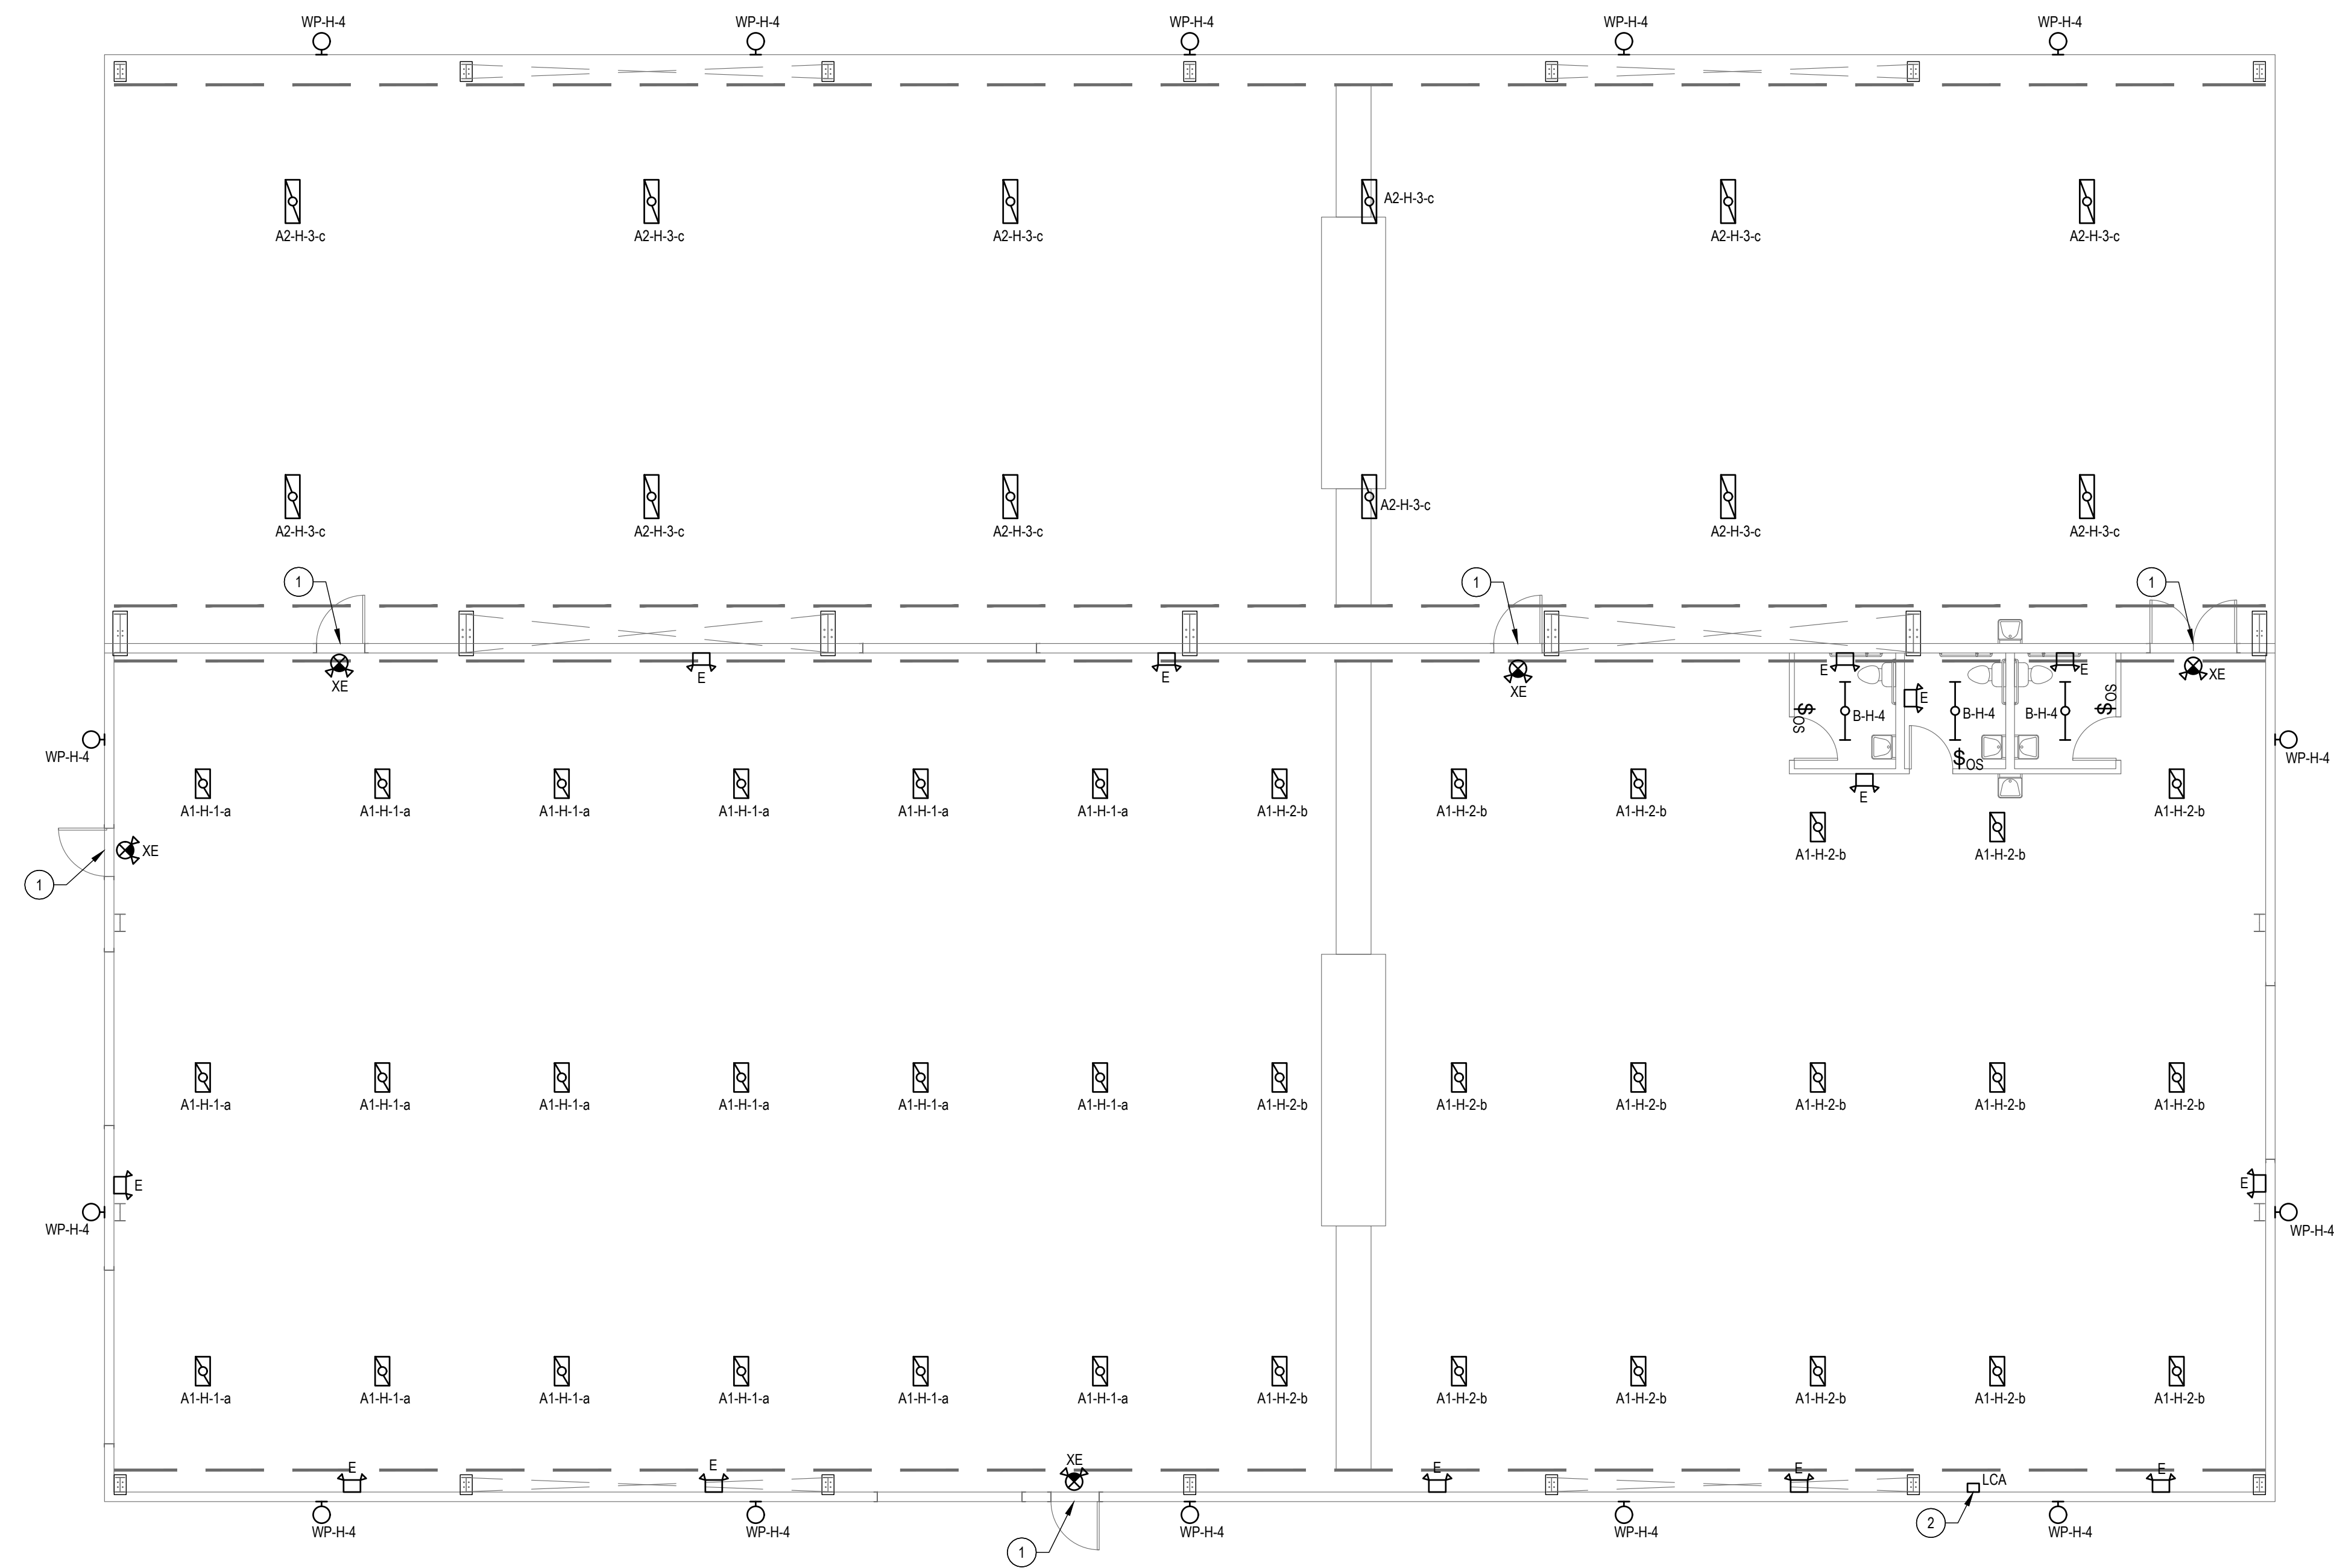 WP-H-4 WP-H-4 WP-H-4 WP-H-4 WP-H-4
A2-H-3-c
A2-H-3-c A2-H-3-c A2-H-3-c A2-H-3-c A2-H-3-c
A2-H-3-c
A2-H-3-c A2-H-3-c A2-H-3-c A2-H-3-c A2-H-3-c
1 1 1
E E E E
XE XE XE
E
OS
B-H-4 B-H-4 B-H-4
$ $
OS
WP-H-4 WP-H-4
$ OS
E
A1-H-1-a A1-H-1-a A1-H-1-a A1-H-1-a A1-H-1-a A1-H-1-a A1-H-2-b A1-H-2-b A1-H-2-b A1-H-2-b
XE
A1-H-2-b A1-H-2-b
1
A1-H-1-a A1-H-1-a A1-H-1-a A1-H-1-a A1-H-1-a A1-H-1-a A1-H-2-b A1-H-2-b A1-H-2-b A1-H-2-b A1-H-2-b A1-H-2-b
E E
WP-H-4 WP-H-4
A1-H-1-a A1-H-1-a A1-H-1-a A1-H-1-a A1-H-1-a A1-H-1-a A1-H-2-b A1-H-2-b A1-H-2-b A1-H-2-b A1-H-2-b A1-H-2-b
XE
E E E E E
LCA
2
WP-H-4 WP-H-4 WP-H-4 WP-H-4 WP-H-4
1